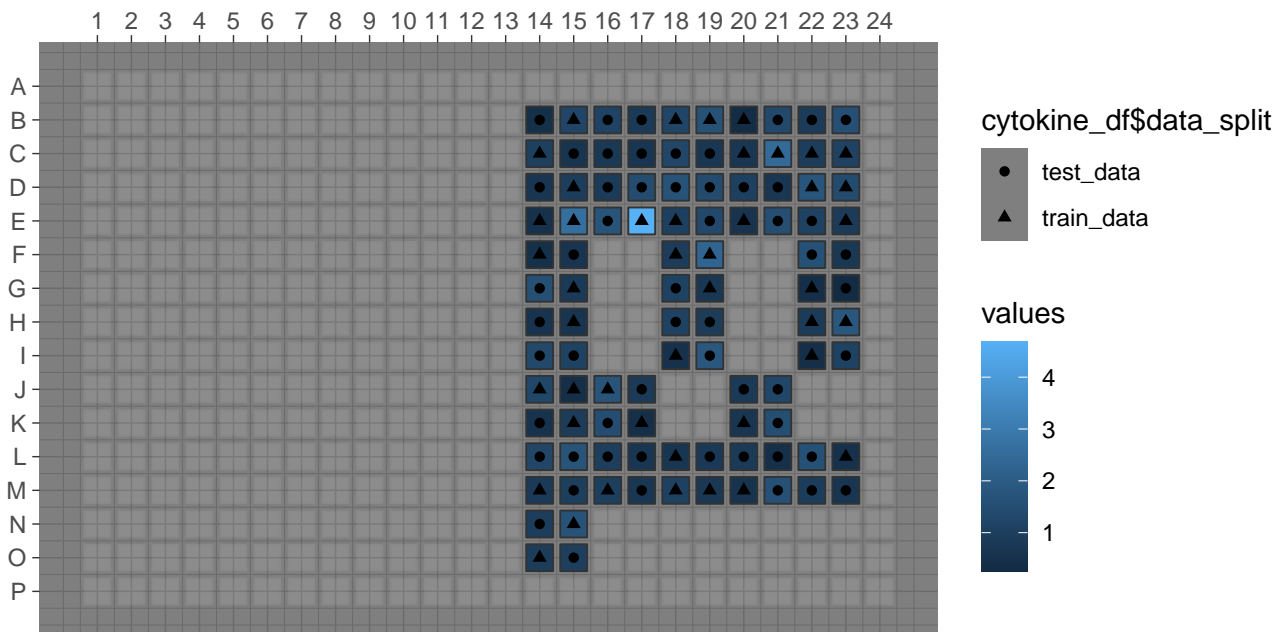 1 2 3 4 5 6 7 8 9 10 11 12 13 14 15 16 17 18 19 20 21 22 23 24
A
B
C
D
E
F
G
H
I
J
K
L
M
N
O
P
cytokine_df$data_split
test_data
train_data
values
4
3
2
1